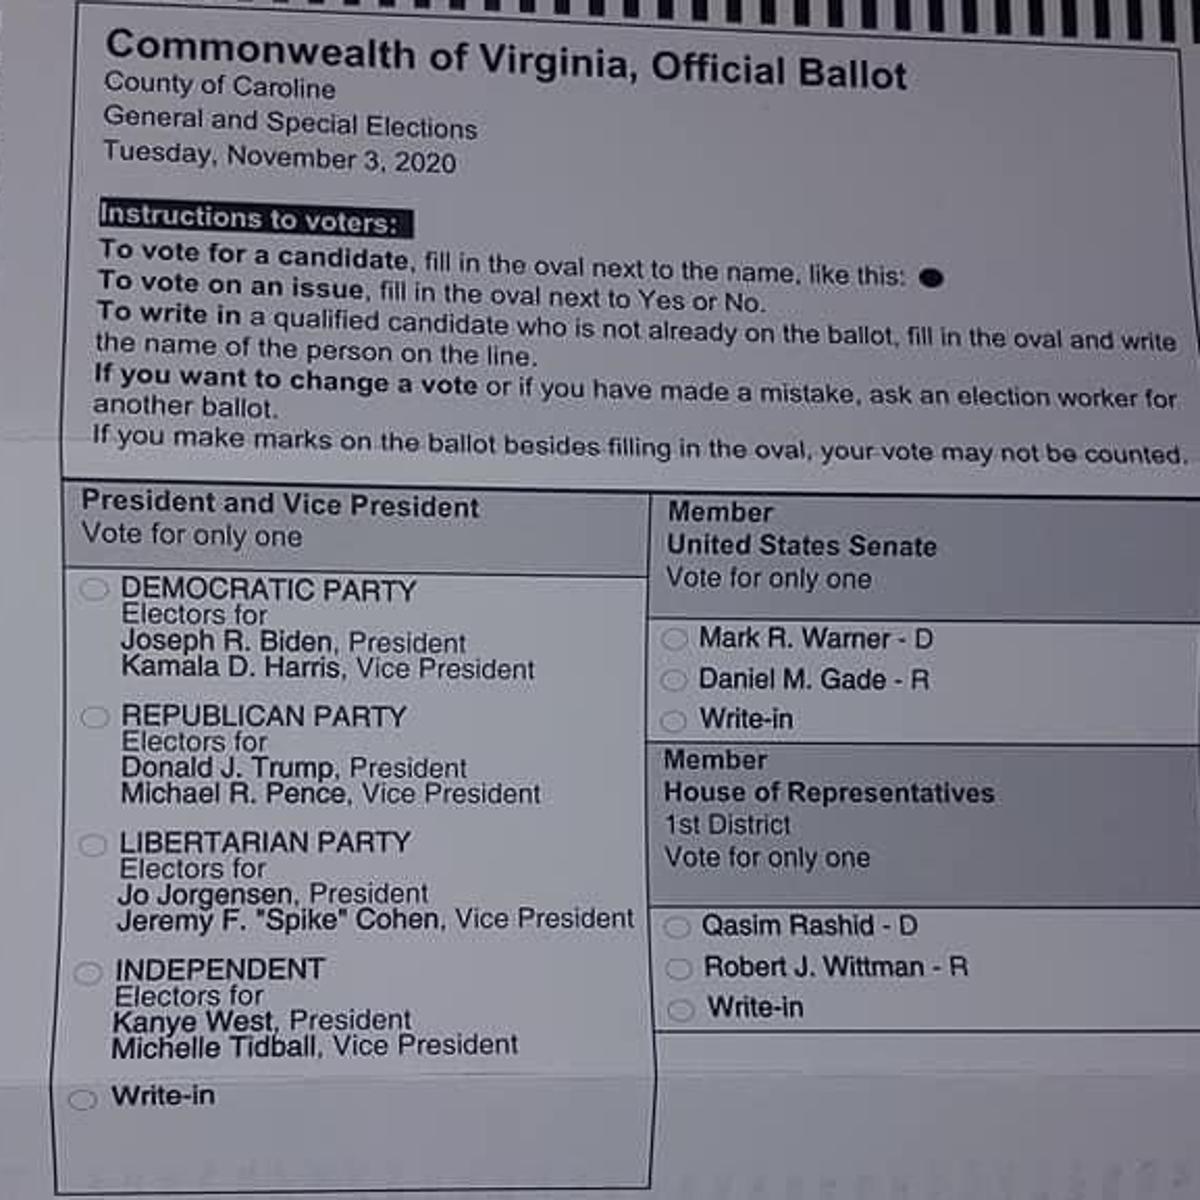 Commonwealth of Virginia, Official Ballot
County of Caroline
General and Special Elections
Tuesday, November 3, 2020
Instructions to voters:
To vote for a candidate, fill in the oval next to the name, like this:
To vote on an issue, fill in the oval next to Yes or No.
To write in a qualified candidate who is not already on the ballot, fill in the oval and write
the name of the person on the line.
If you want to change a vote or if you have made a mistake, ask an election worker for
another ballot.
If you make marks on the ballot besides filling in the oval, your vote may not be counted.
President and Vice President
Vote for only one
DEMOCRATIC PARTY
Electors for
Joseph R. Biden, President
Kamala D. Harris, Vice President
REPUBLICAN PARTY
Electors for
Donald J. Trump, President
Michael R. Pence, Vice President
LIBERTARIAN PARTY
Electors for
Jo Jorgensen, President
Jeremy F. "Spike" Cohen, Vice President
INDEPENDENT
Electors for
Kanye West, President
Michelle Tidball, Vice President
Write-in
Member
United States Senate
Vote for only one
Mark R. Warner - D
Daniel M. Gade - R
Write-in
Member
House of Representatives
1st District
Vote for only one
Qasim Rashid - D
Robert J. Wittman - R
Write-in